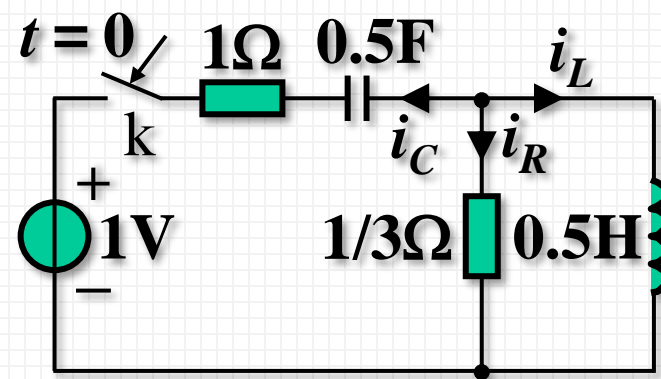 t = 0
1Ω
0.5F
i_L
k
i_C
i_R
+
1V
1/3Ω
0.5H
−